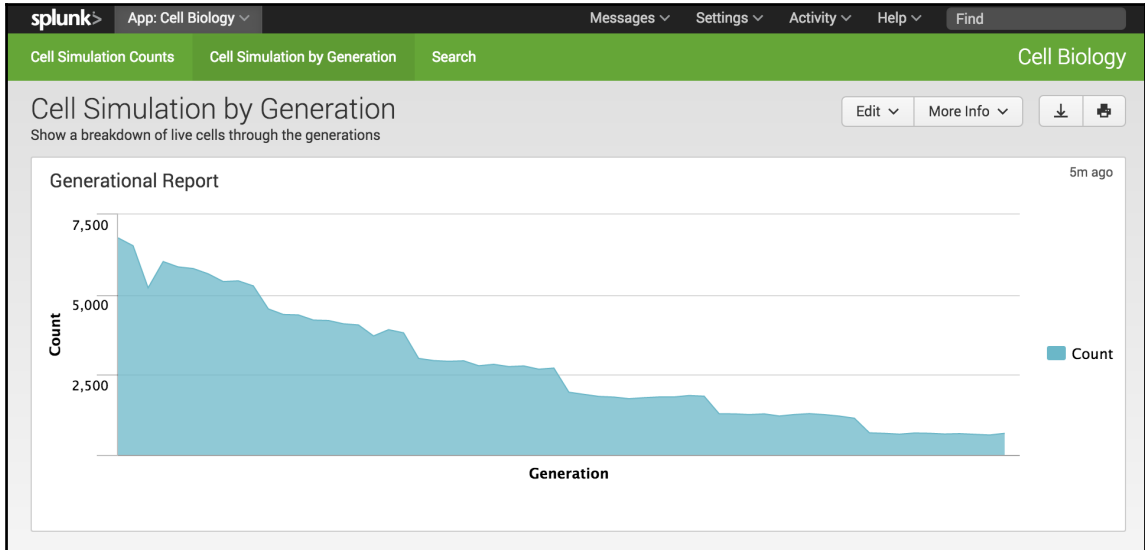 splunk> App: Cell Biology Messages Settings Activity Help Find
Cell Simulation Counts Cell Simulation by Generation Search Cell Biology
Cell Simulation by Generation
Edit More Info
Show a breakdown of live cells through the generations
Generational Report
5m ago
7,500
5,000
2,500
Count
Count
Generation